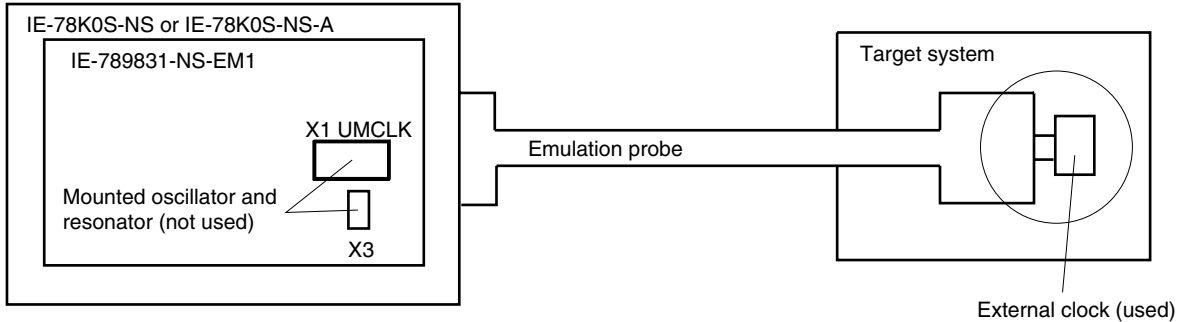 IE-78K0S-NS or IE-78K0S-NS-A
IE-789831-NS-EM1
X1 UMCLK
Mounted oscillator and
resonator (not used)
X3
Emulation probe
Target system
External clock (used)